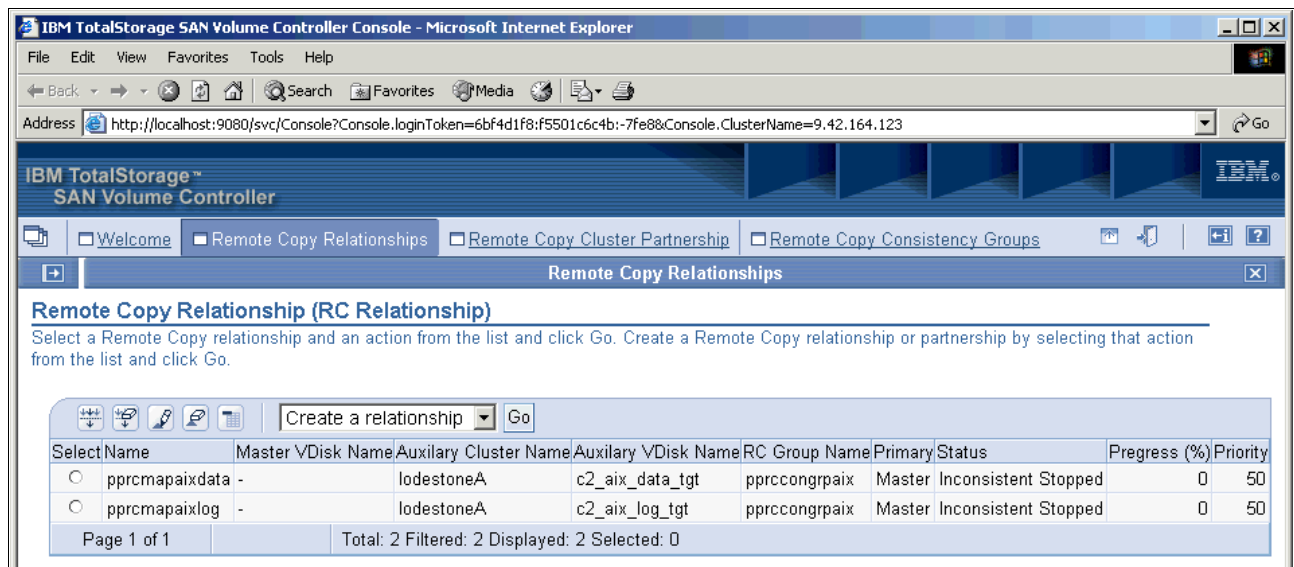 IBM TotalStorage SAN Volume Controller Console - Microsoft Internet Explorer
File Edit View Favorites Tools Help
Back Search Favorites Media
Address http://localhost:9080/svc/Console?Console.loginToken=6bf4d1f8:f5501c6c4b:-7fe8&Console.ClusterName=9.42.164.123 Go
IBM TotalStorage™
SAN Volume Controller
IBM®
Welcome Remote Copy Relationships Remote Copy Cluster Partnership Remote Copy Consistency Groups
Remote Copy Relationships
Remote Copy Relationship (RC Relationship)
Select a Remote Copy relationship and an action from the list and click Go. Create a Remote Copy relationship or partnership by selecting that action
from the list and click Go.
Create a relationship Go
Select Name Master VDisk Name Auxilary Cluster Name Auxilary VDisk Name RC Group Name Primary Status Pregress (%) Priority
pprcmapaixdata - lodestoneA c2_aix_data_tgt pprccongrpaix Master Inconsistent Stopped 0 50
pprcmapaixlog - lodestoneA c2_aix_log_tgt pprccongrpaix Master Inconsistent Stopped 0 50
Page 1 of 1 Total: 2 Filtered: 2 Displayed: 2 Selected: 0